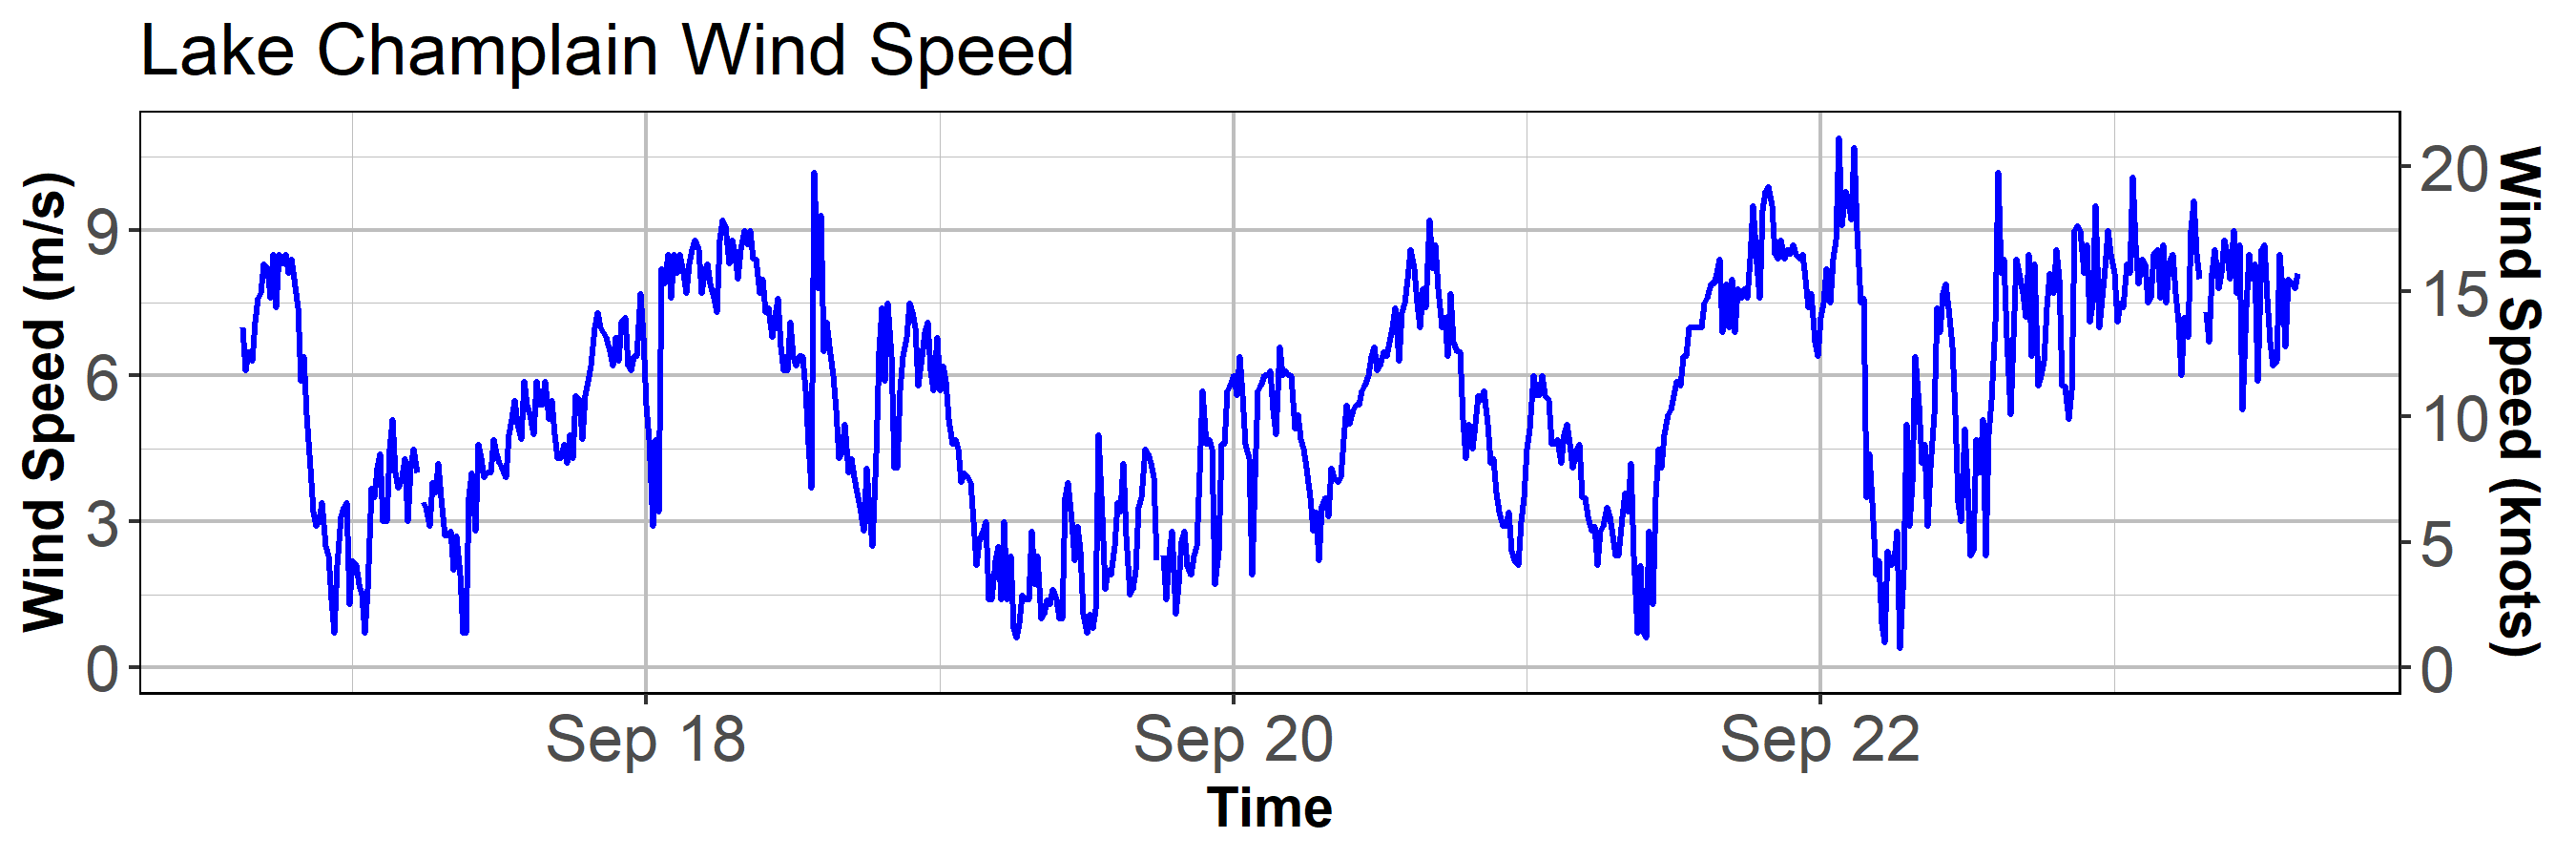 Lake Champlain Wind Speed
Wind Speed (m/s)
9
6
3
0
20
15
10
5
0
Wind Speed (knots)
Sep 18
Sep 20
Sep 22
Time